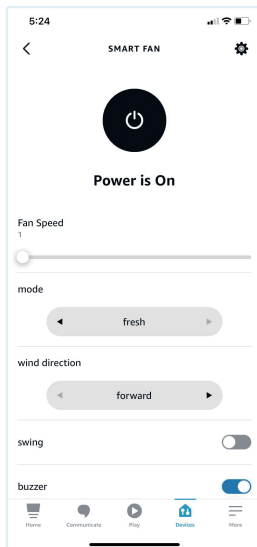 5:24
SMART FAN
Power is On
Fan Speed
1
mode
fresh
wind direction
forward
swing
buzzer
Home Communicate Play Devices More